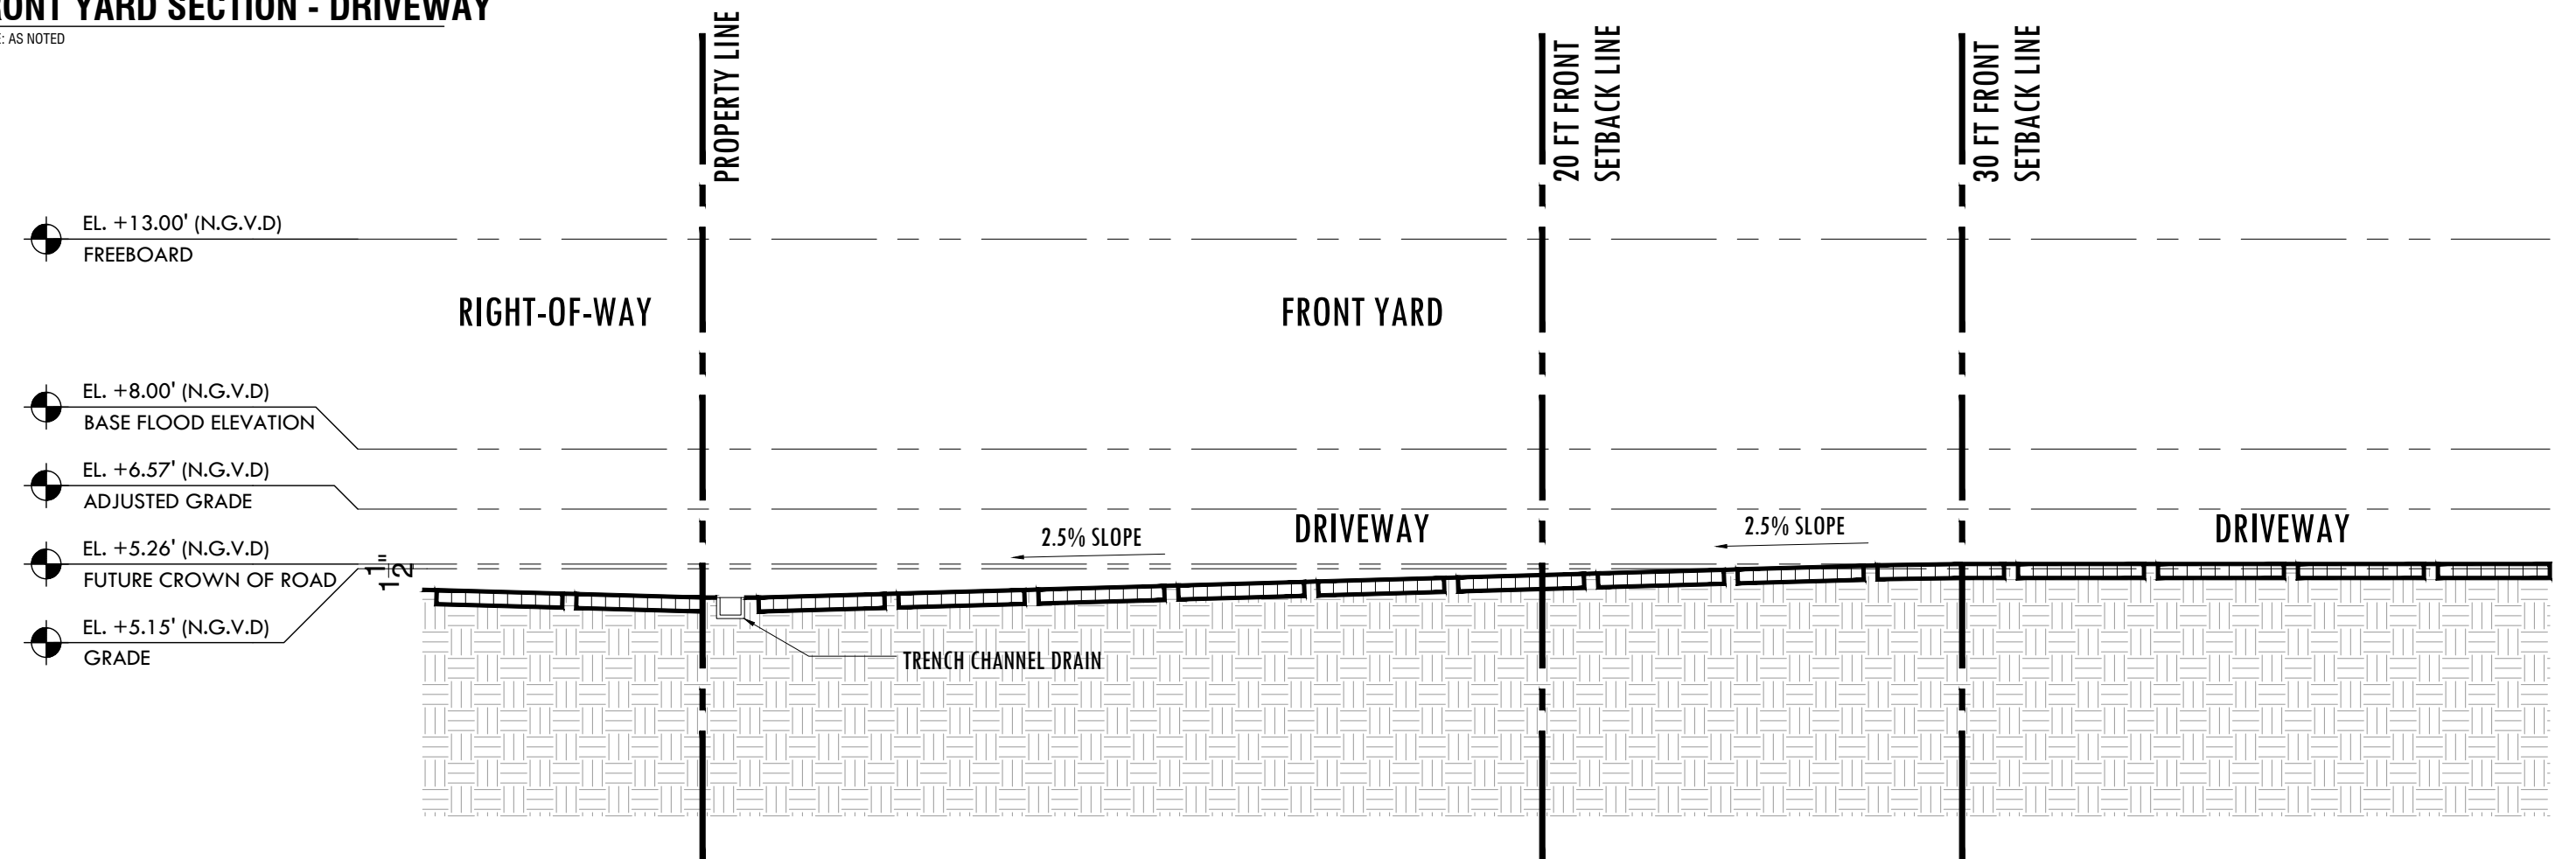 RONT YARD SECTION - DRIVEWAY
E: AS NOTED
PROPERTY LINE
20 FT FRONT
SETBACK LINE
30 FT FRONT
SETBACK LINE
EL. +13.00' (N.G.V.D)
FREEBOARD
RIGHT-OF-WAY
FRONT YARD
EL. +8.00' (N.G.V.D)
BASE FLOOD ELEVATION
EL. +6.57' (N.G.V.D)
ADJUSTED GRADE
2.5% SLOPE
DRIVEWAY
2.5% SLOPE
DRIVEWAY
EL. +5.26' (N.G.V.D)
FUTURE CROWN OF ROAD
1 1/2"
EL. +5.15' (N.G.V.D)
GRADE
TRENCH CHANNEL DRAIN